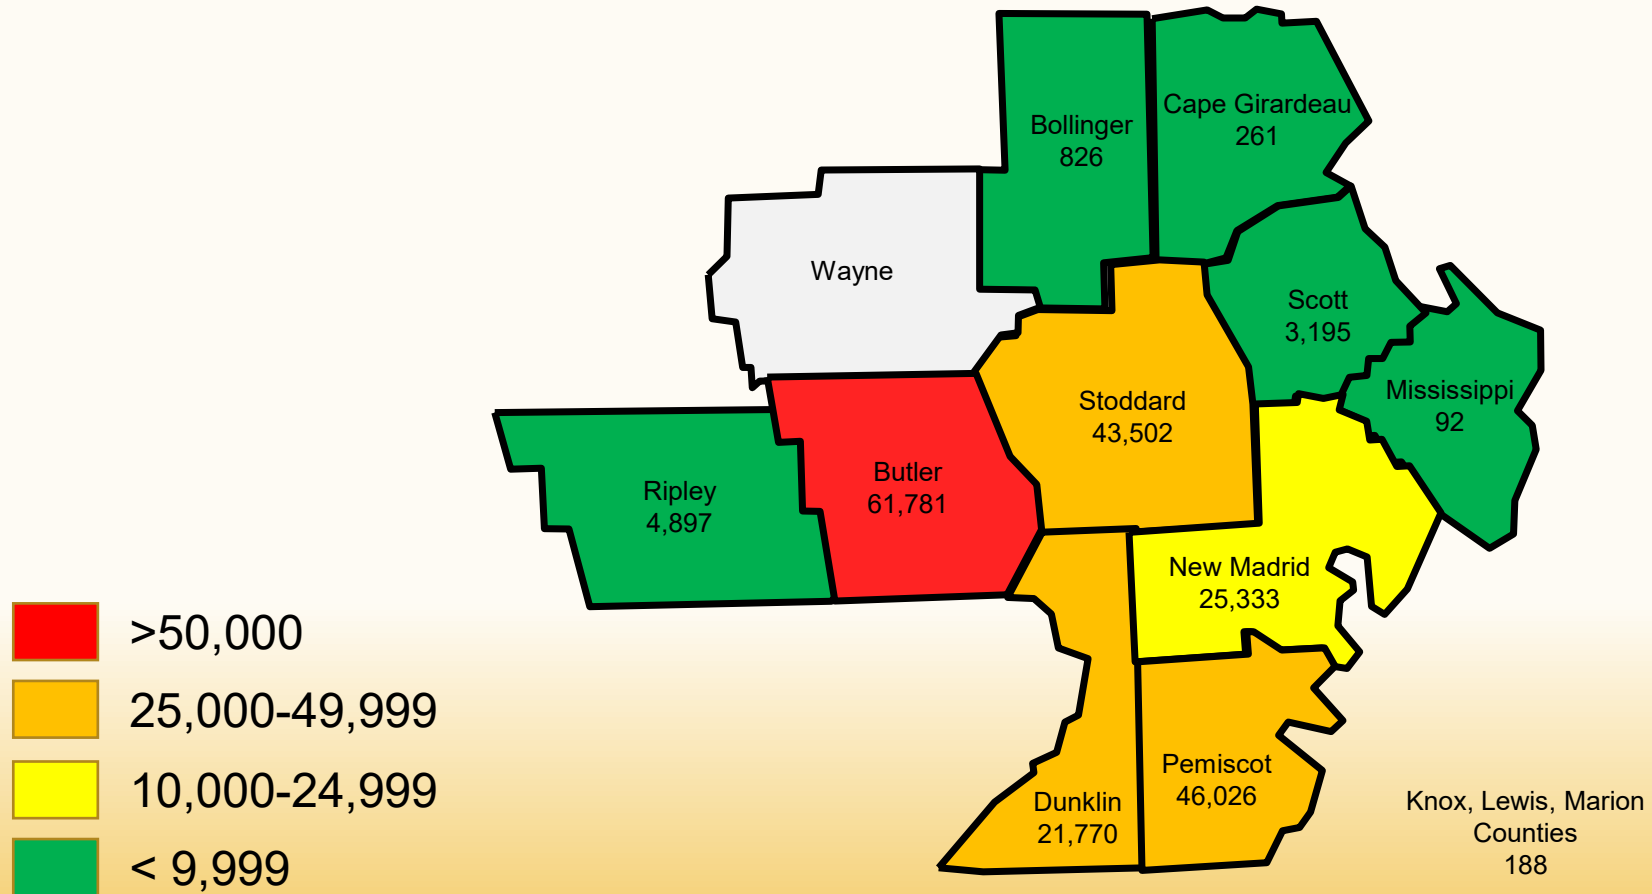 Cape Girardeau
261
Bollinger
826
Wayne
Scott
3,195
Mississippi
92
Stoddard
43,502
Butler
61,781
Ripley
4,897
New Madrid
25,333
Pemiscot
46,026
Dunklin
21,770
Knox, Lewis, Marion
Counties
188
>50,000
25,000-49,999
10,000-24,999
< 9,999